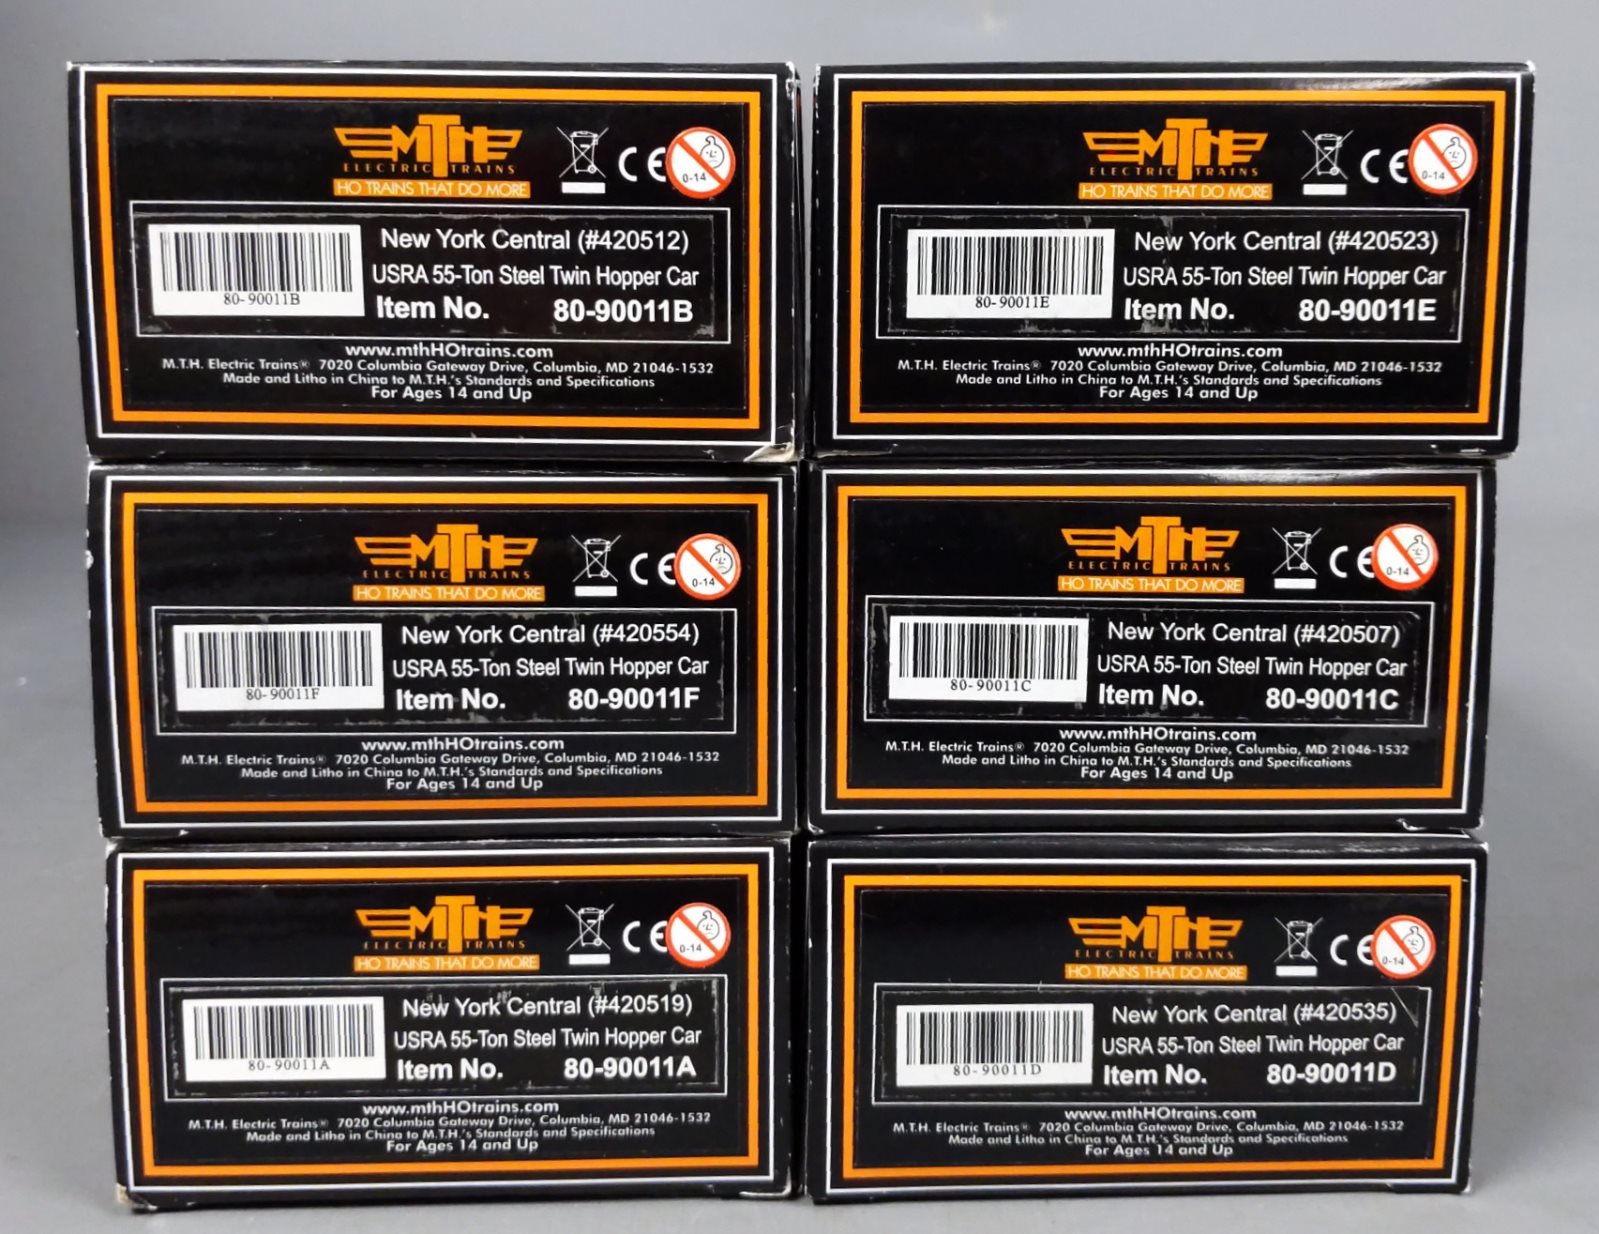 MTH
ELECTRIC TRAINS
HO TRAINS THAT DO MORE
CE
0-14
New York Central (#420512)
USRA 55-Ton Steel Twin Hopper Car
80-90011B
Item No. 80-90011B
www.mthHOtrains.com
M.T.H. Electric Trains® 7020 Columbia Gateway Drive, Columbia, MD 21046-1532
Made and Litho in China to M.T.H.'s Standards and Specifications
For Ages 14 and Up
MTH
ELECTRIC TRAINS
HO TRAINS THAT DO MORE
CE
0-14
New York Central (#420523)
USRA 55-Ton Steel Twin Hopper Car
80-90011E
Item No. 80-90011E
www.mthHOtrains.com
M.T.H. Electric Trains® 7020 Columbia Gateway Drive, Columbia, MD 21046-1532
Made and Litho in China to M.T.H.'s Standards and Specifications
For Ages 14 and Up
MTH
ELECTRIC TRAINS
HO TRAINS THAT DO MORE
CE
0-14
New York Central (#420554)
USRA 55-Ton Steel Twin Hopper Car
80-90011F
Item No. 80-90011F
www.mthHOtrains.com
M.T.H. Electric Trains® 7020 Columbia Gateway Drive, Columbia, MD 21046-1532
Made and Litho in China to M.T.H.'s Standards and Specifications
For Ages 14 and Up
MTH
ELECTRIC TRAINS
HO TRAINS THAT DO MORE
CE
0-14
New York Central (#420507)
USRA 55-Ton Steel Twin Hopper Car
80-90011C
Item No. 80-90011C
www.mthHOtrains.com
M.T.H. Electric Trains® 7020 Columbia Gateway Drive, Columbia, MD 21046-1532
Made and Litho in China to M.T.H.'s Standards and Specifications
For Ages 14 and Up
MTH
ELECTRIC TRAINS
HO TRAINS THAT DO MORE
CE
0-14
New York Central (#420519)
USRA 55-Ton Steel Twin Hopper Car
80-90011A
Item No. 80-90011A
www.mthHOtrains.com
M.T.H. Electric Trains® 7020 Columbia Gateway Drive, Columbia, MD 21046-1532
Made and Litho in China to M.T.H.'s Standards and Specifications
For Ages 14 and Up
MTH
ELECTRIC TRAINS
HO TRAINS THAT DO MORE
CE
0-14
New York Central (#420535)
USRA 55-Ton Steel Twin Hopper Car
80-90011D
Item No. 80-90011D
www.mthHOtrains.com
M.T.H. Electric Trains® 7020 Columbia Gateway Drive, Columbia, MD 21046-1532
Made and Litho in China to M.T.H.'s Standards and Specifications
For Ages 14 and Up